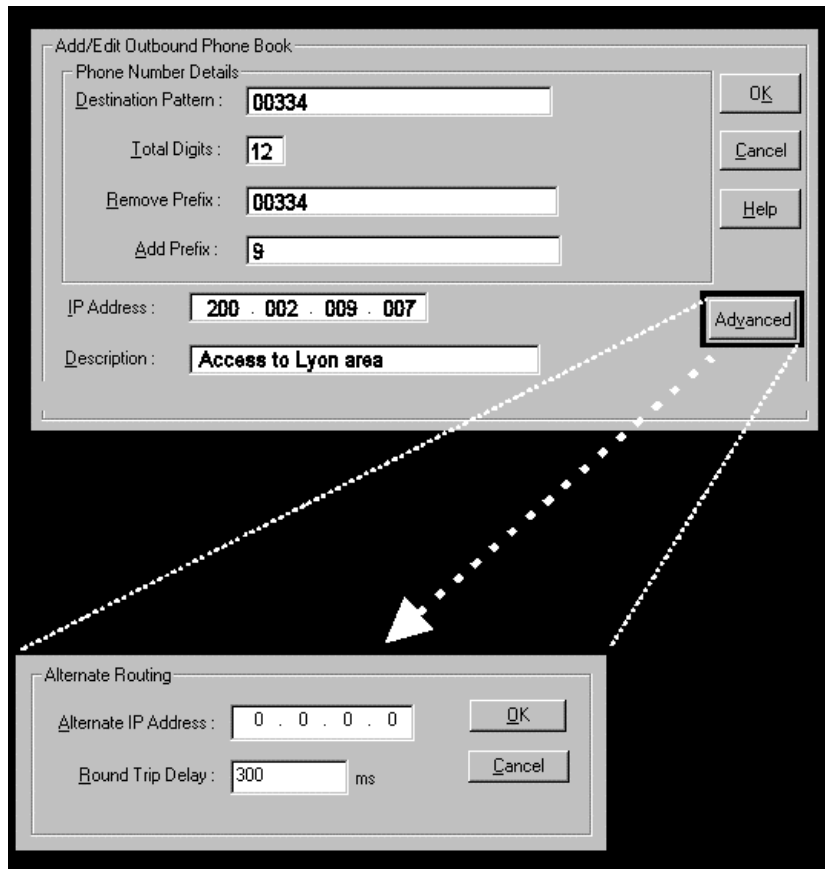 Add/Edit Outbound Phone Book
Phone Number Details
Destination Pattern : 00334
OK
Total Digits : 12
Cancel
Remove Prefix : 00334
Help
Add Prefix : 9
IP Address : 200 . 002 . 009 . 007
Advanced
Description : Access to Lyon area
Alternate Routing
Alternate IP Address : 0 . 0 . 0 . 0
OK
Round Trip Delay : 300 ms
Cancel